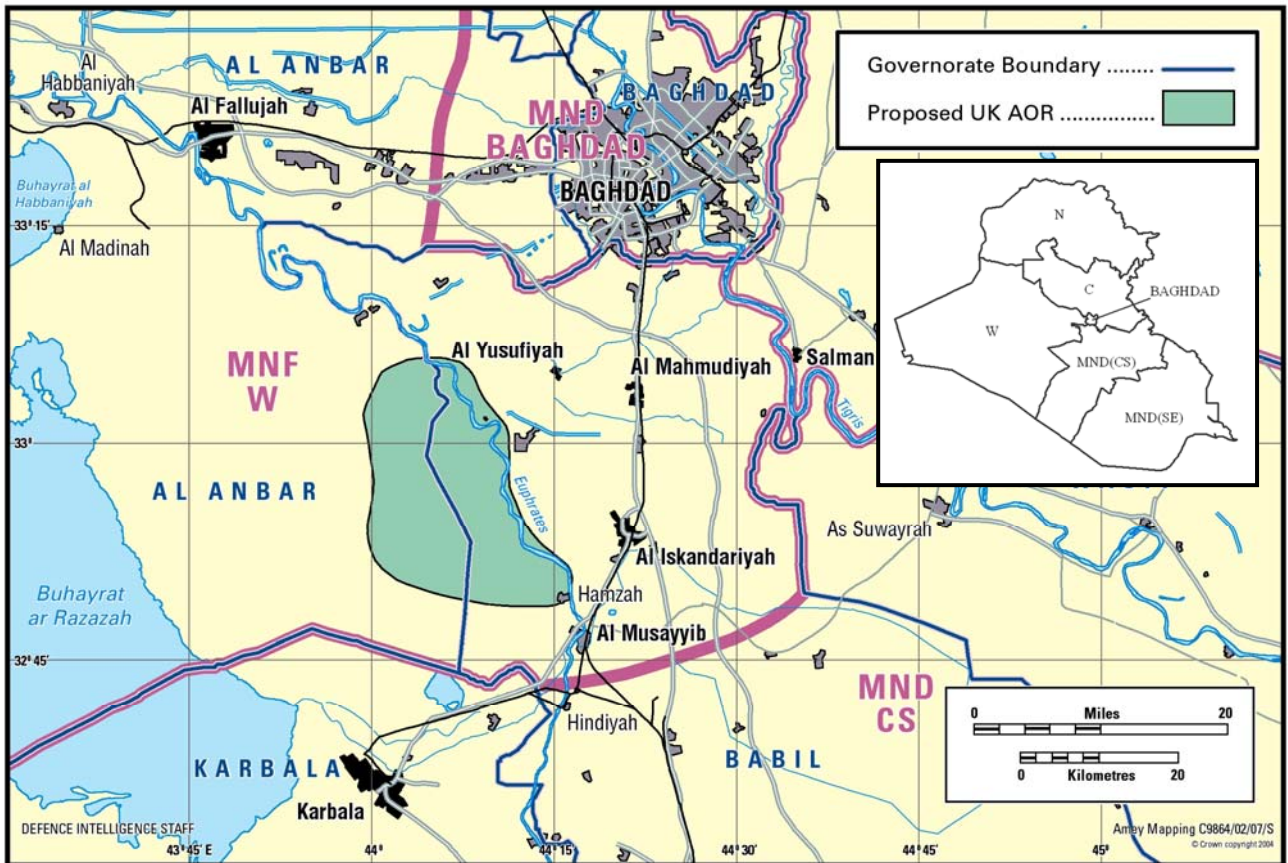 Governorate Boundary ........
Proposed UK AOR ................
Al
Habbaniyah
AL ANBAR
Al Fallujah
MND
BAGHDAD
BAGHDAD
BAGHDAD
Buhayrat al
Habbaniyah
33° 15'
Al Madinah
N
C
BAGHDAD
W
MND(CS)
MND(SE)
MNF
W
Al Yusufiyah
Al Mahmudiyah
Salman
Tigris
33°
AL ANBAR
Euphrates
As Suwayrah
Al Iskandariyah
Buhayrat
ar Razazah
Hamzah
Al Musayyib
32° 45'
MND
CS
Hindiyah
KARBALA
BABIL
Karbala
0 Miles 20
0 20
Kilometres
DEFENCE INTELLIGENCE STAFF
43° 45' E
44°
44° 15'
44° 30'
44° 45'
45°
Amey Mapping C9864/02/07/S
© Crown copyright 2004